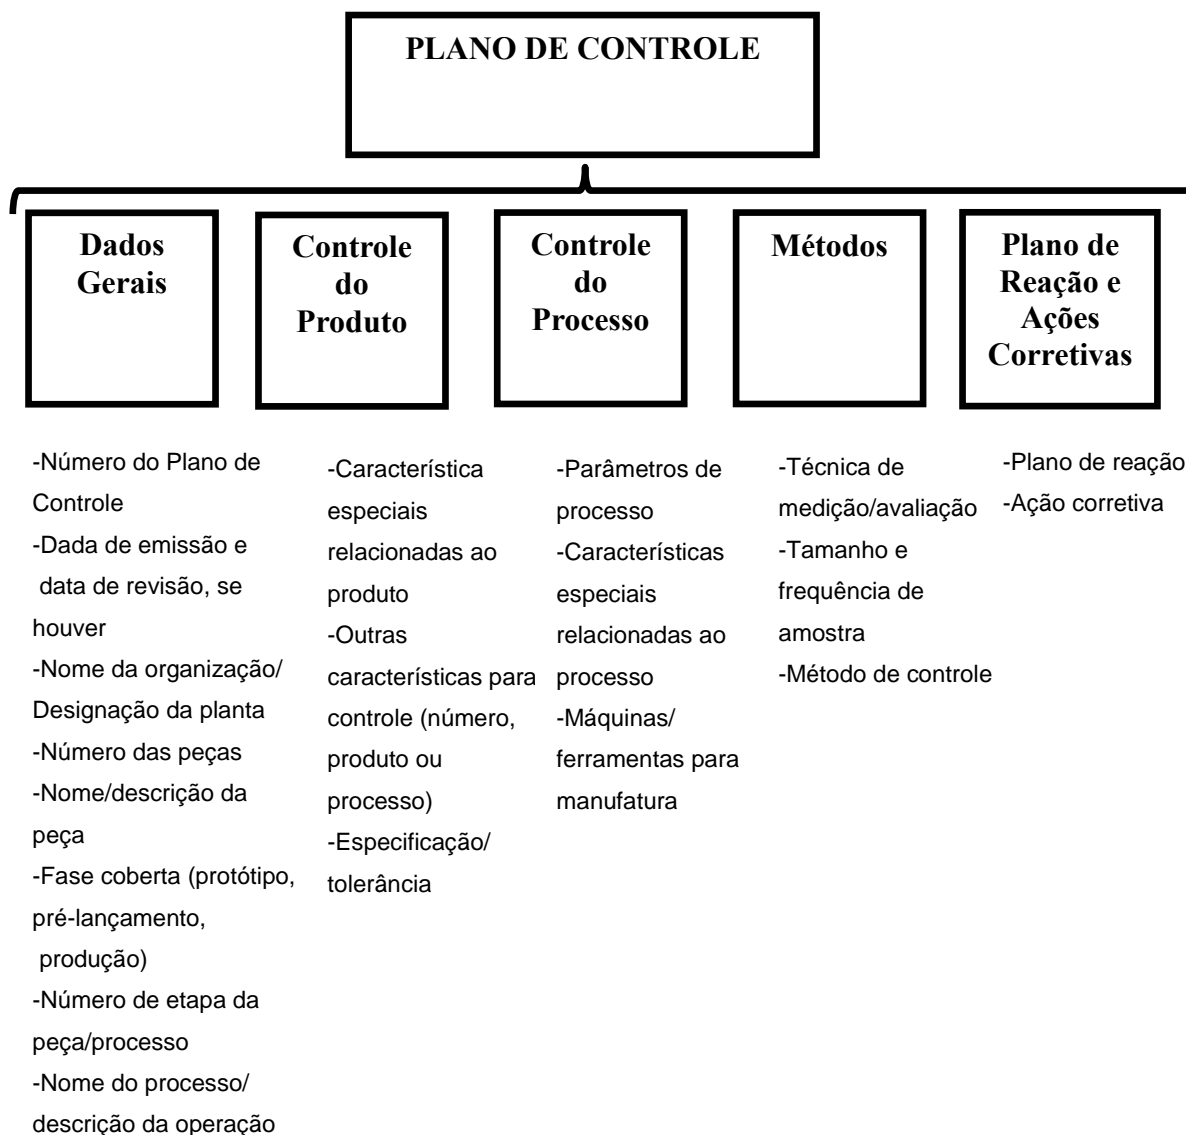 PLANO DE CONTROLE
Dados
Gerais
Controle
do
Produto
Controle
do
Processo
Métodos
Plano de
Reação e
Ações
Corretivas
-Número do Plano de
Controle
-Dada de emissão e
data de revisão, se
houver
-Nome da organização/
Designação da planta
-Número das peças
-Nome/descrição da
peça
-Fase coberta (protótipo,
pré-lançamento,
produção)
-Número de etapa da
peça/processo
-Nome do processo/
descrição da operação
-Característica
especiais
relacionadas ao
produto
-Outras
características para
controle (número,
produto ou
processo)
-Especificação/
tolerância
-Parâmetros de
processo
-Características
especiais
relacionadas ao
processo
-Máquinas/
ferramentas para
manufatura
-Técnica de
medição/avaliação
-Tamanho e
frequência de
amostra
-Método de controle
-Plano de reação
-Ação corretiva